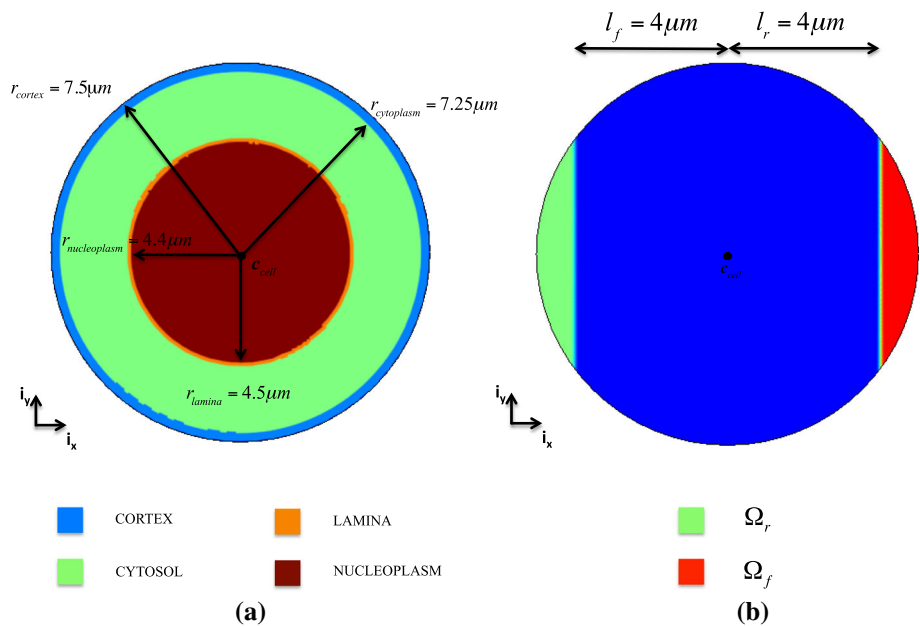 l_f = 4μm
l_r = 4μm
r_cortex = 7.5μm
r_cytoplasm = 7.25μm
r_nucleoplasm = 4.4μm
c_cell
c_cell
r_lamina = 4.5μm
i_y
i_x
i_y
i_x
CORTEX
LAMINA
Ω_r
CYTOSOL
NUCLEOPLASM
Ω_f
(a)
(b)